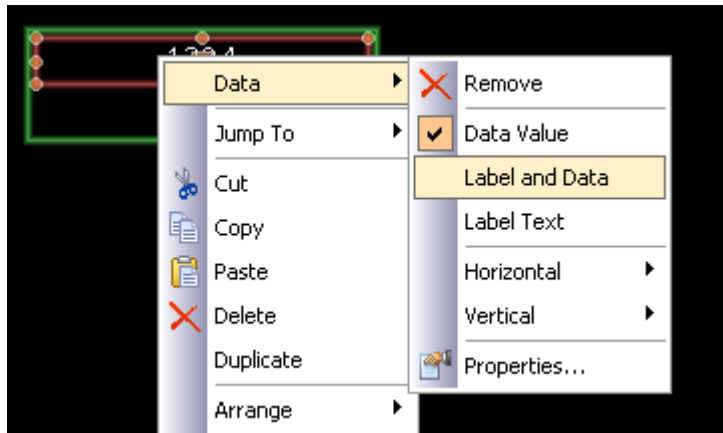 Data
Jump To
Cut
Copy
Paste
Delete
Duplicate
Arrange
Remove
Data Value
Label and Data
Label Text
Horizontal
Vertical
Properties...